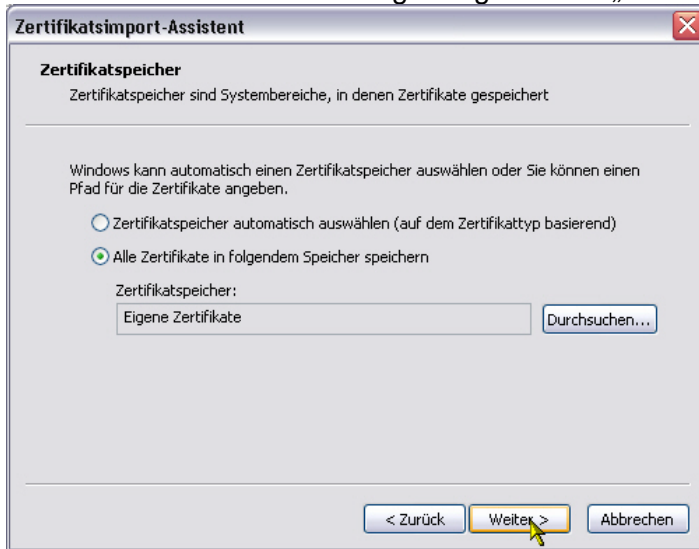 Zertifikatsimport-Assistent
Zertifikatspeicher
Zertifikatspeicher sind Systembereiche, in denen Zertifikate gespeichert
Windows kann automatisch einen Zertifikatspeicher auswählen oder Sie können einen
Pfad für die Zertifikate angeben.
Zertifikatspeicher automatisch auswählen (auf dem Zertifikattyp basierend)
Alle Zertifikate in folgendem Speicher speichern
Zertifikatspeicher:
Eigene Zertifikate
Durchsuchen...
< Zurück
Weiter >
Abbrechen